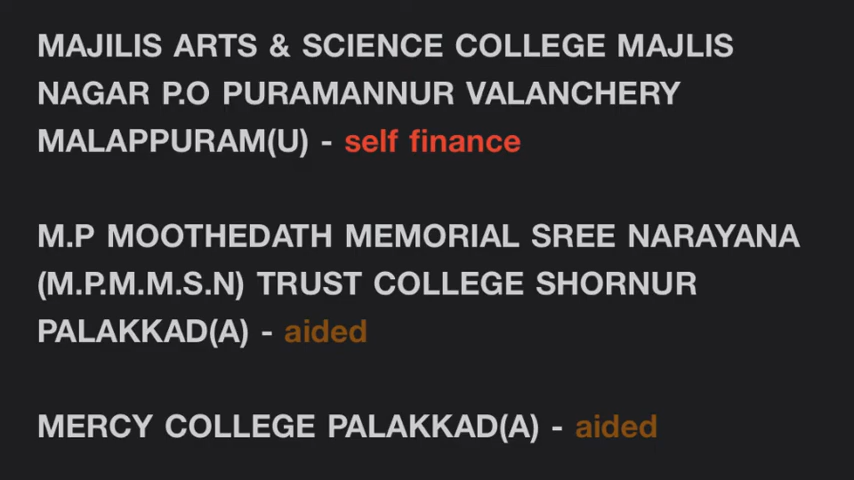 MAJILIS ARTS & SCIENCE COLLEGE MAJLIS
NAGAR P.O PURAMANNUR VALANCHERY
MALAPPURAM(U) - self finance
M.P MOOTHEDATH MEMORIAL SREE NARAYANA
(M.P.M.M.S.N) TRUST COLLEGE SHORNUR
PALAKKAD(A) - aided
MERCY COLLEGE PALAKKAD(A) - aided